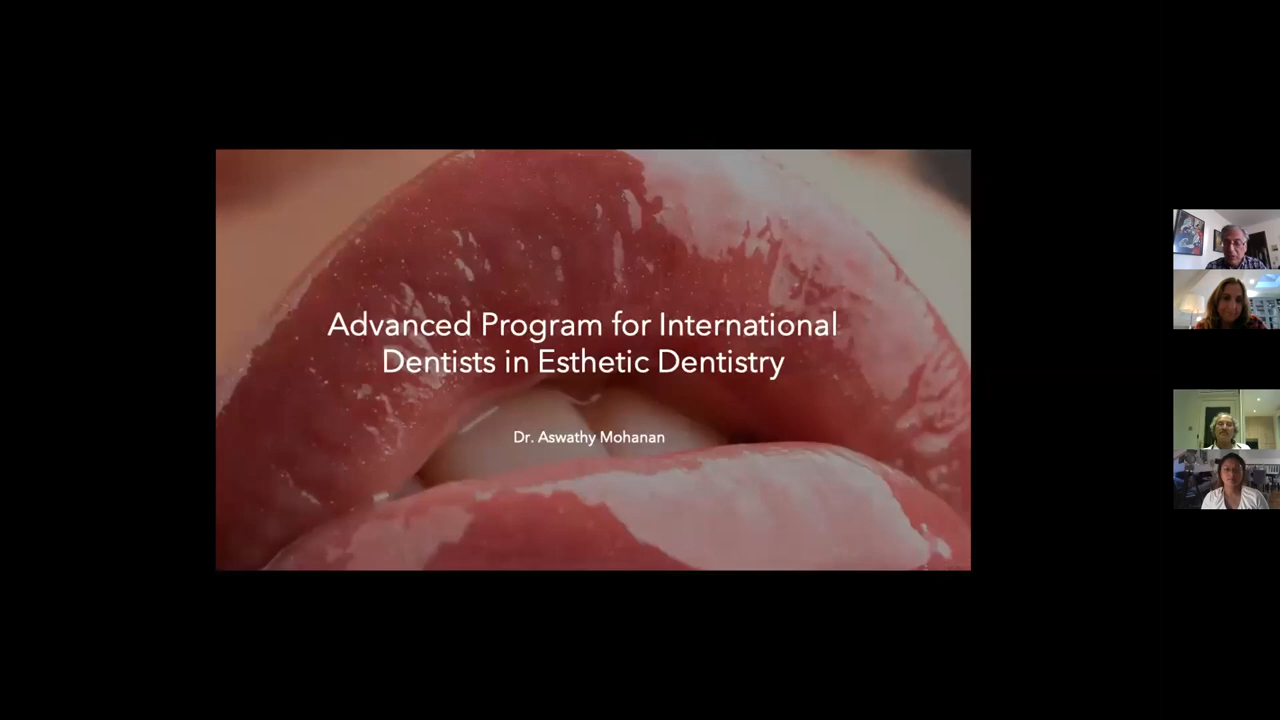 Advanced Program for International
Dentists in Esthetic Dentistry
Dr. Aswathy Mohanan